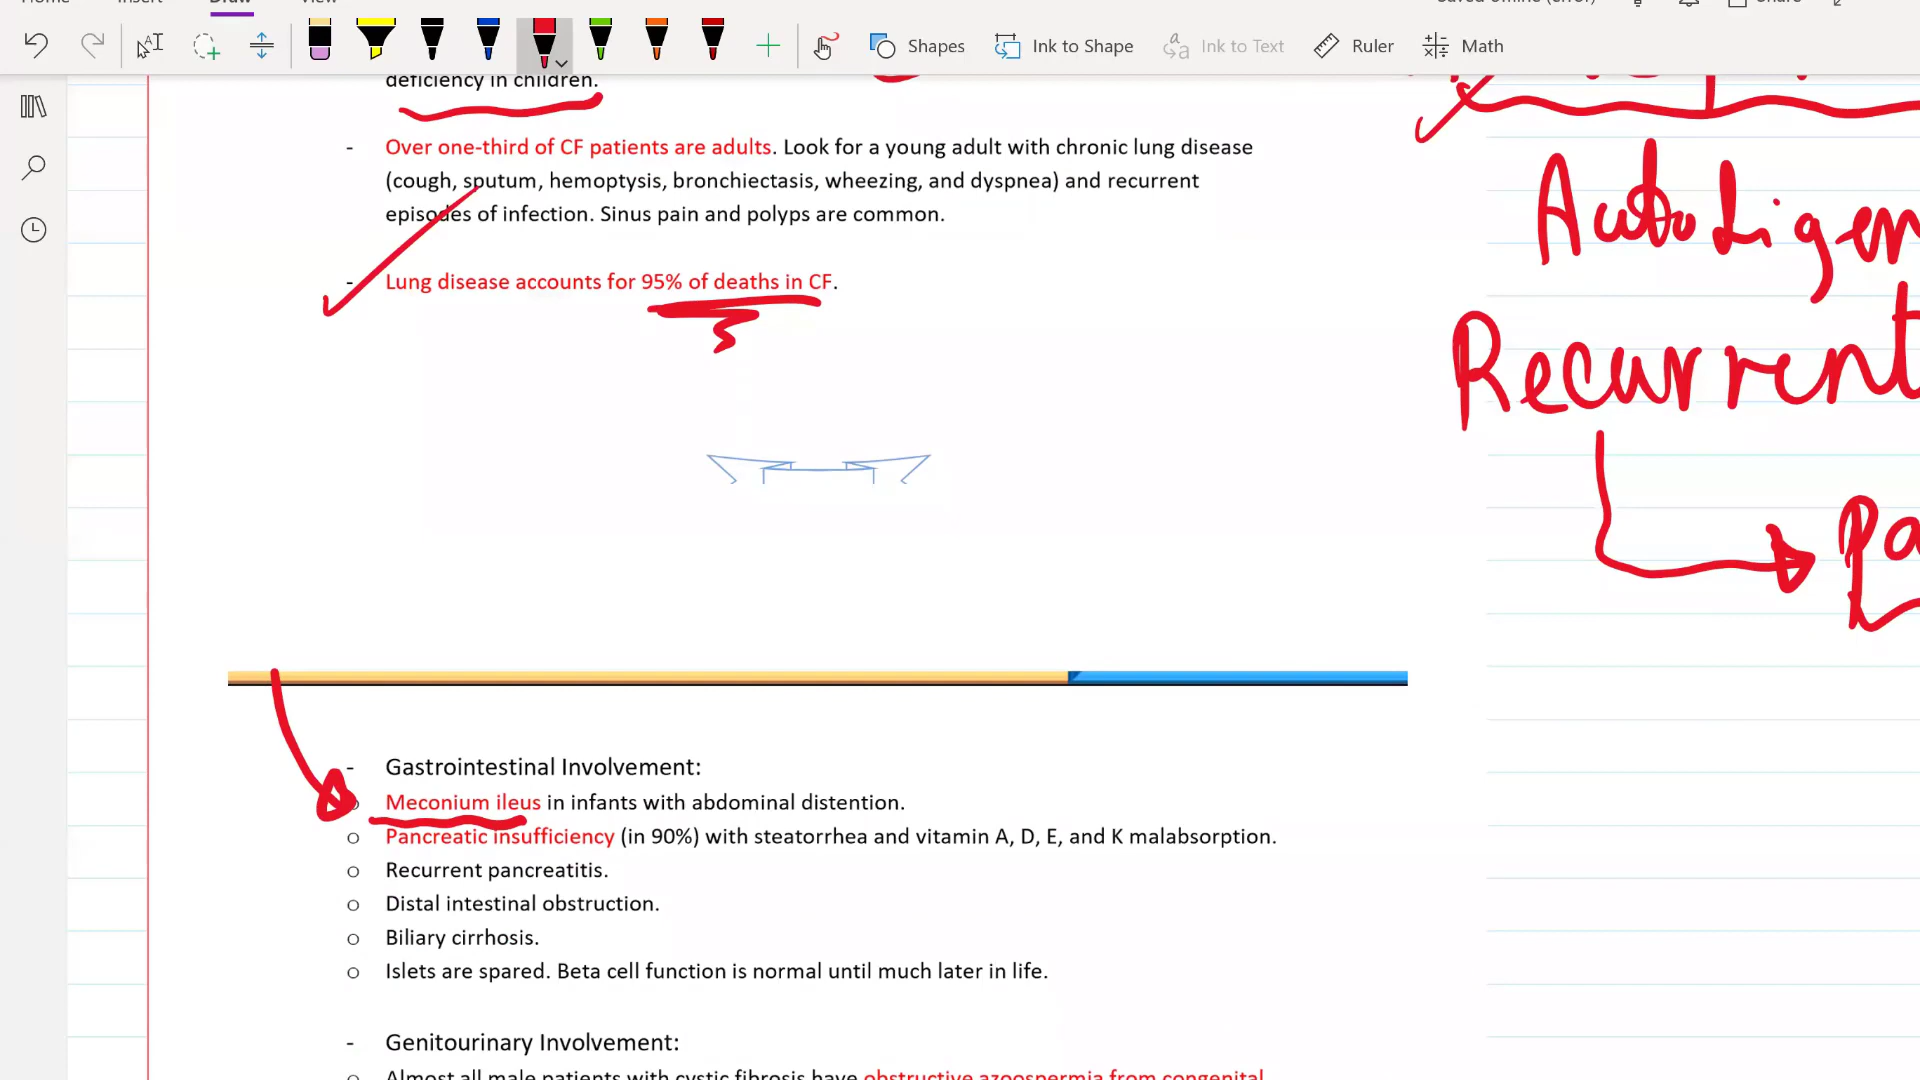 Home Insert Draw View Saved online (error) Share
Shapes Ink to Shape Ink to Text Ruler Math
deficiency in children.
- Over one-third of CF patients are adults. Look for a young adult with chronic lung disease
(cough, sputum, hemoptysis, bronchiectasis, wheezing, and dyspnea) and recurrent
episodes of infection. Sinus pain and polyps are common.
- Lung disease accounts for 95% of deaths in CF.
Recurrent
Pa
- Gastrointestinal Involvement:
o Meconium ileus in infants with abdominal distention.
o Pancreatic insufficiency (in 90%) with steatorrhea and vitamin A, D, E, and K malabsorption.
o Recurrent pancreatitis.
o Distal intestinal obstruction.
o Biliary cirrhosis.
o Islets are spared. Beta cell function is normal until much later in life.
- Genitourinary Involvement:
o Almost all male patients with cystic fibrosis have obstructive azoospermia from congenital